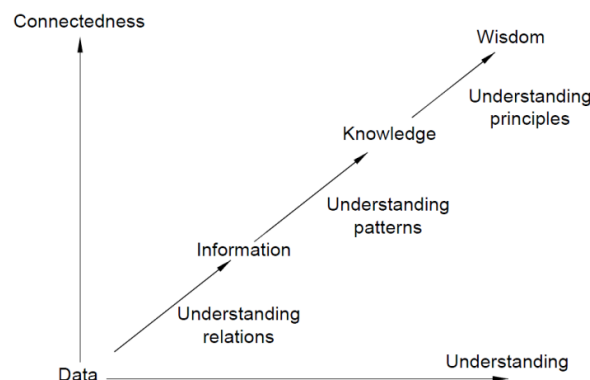 Connectedness
Wisdom
Understanding
principles
Knowledge
Understanding
patterns
Information
Understanding
relations
Understanding
Data